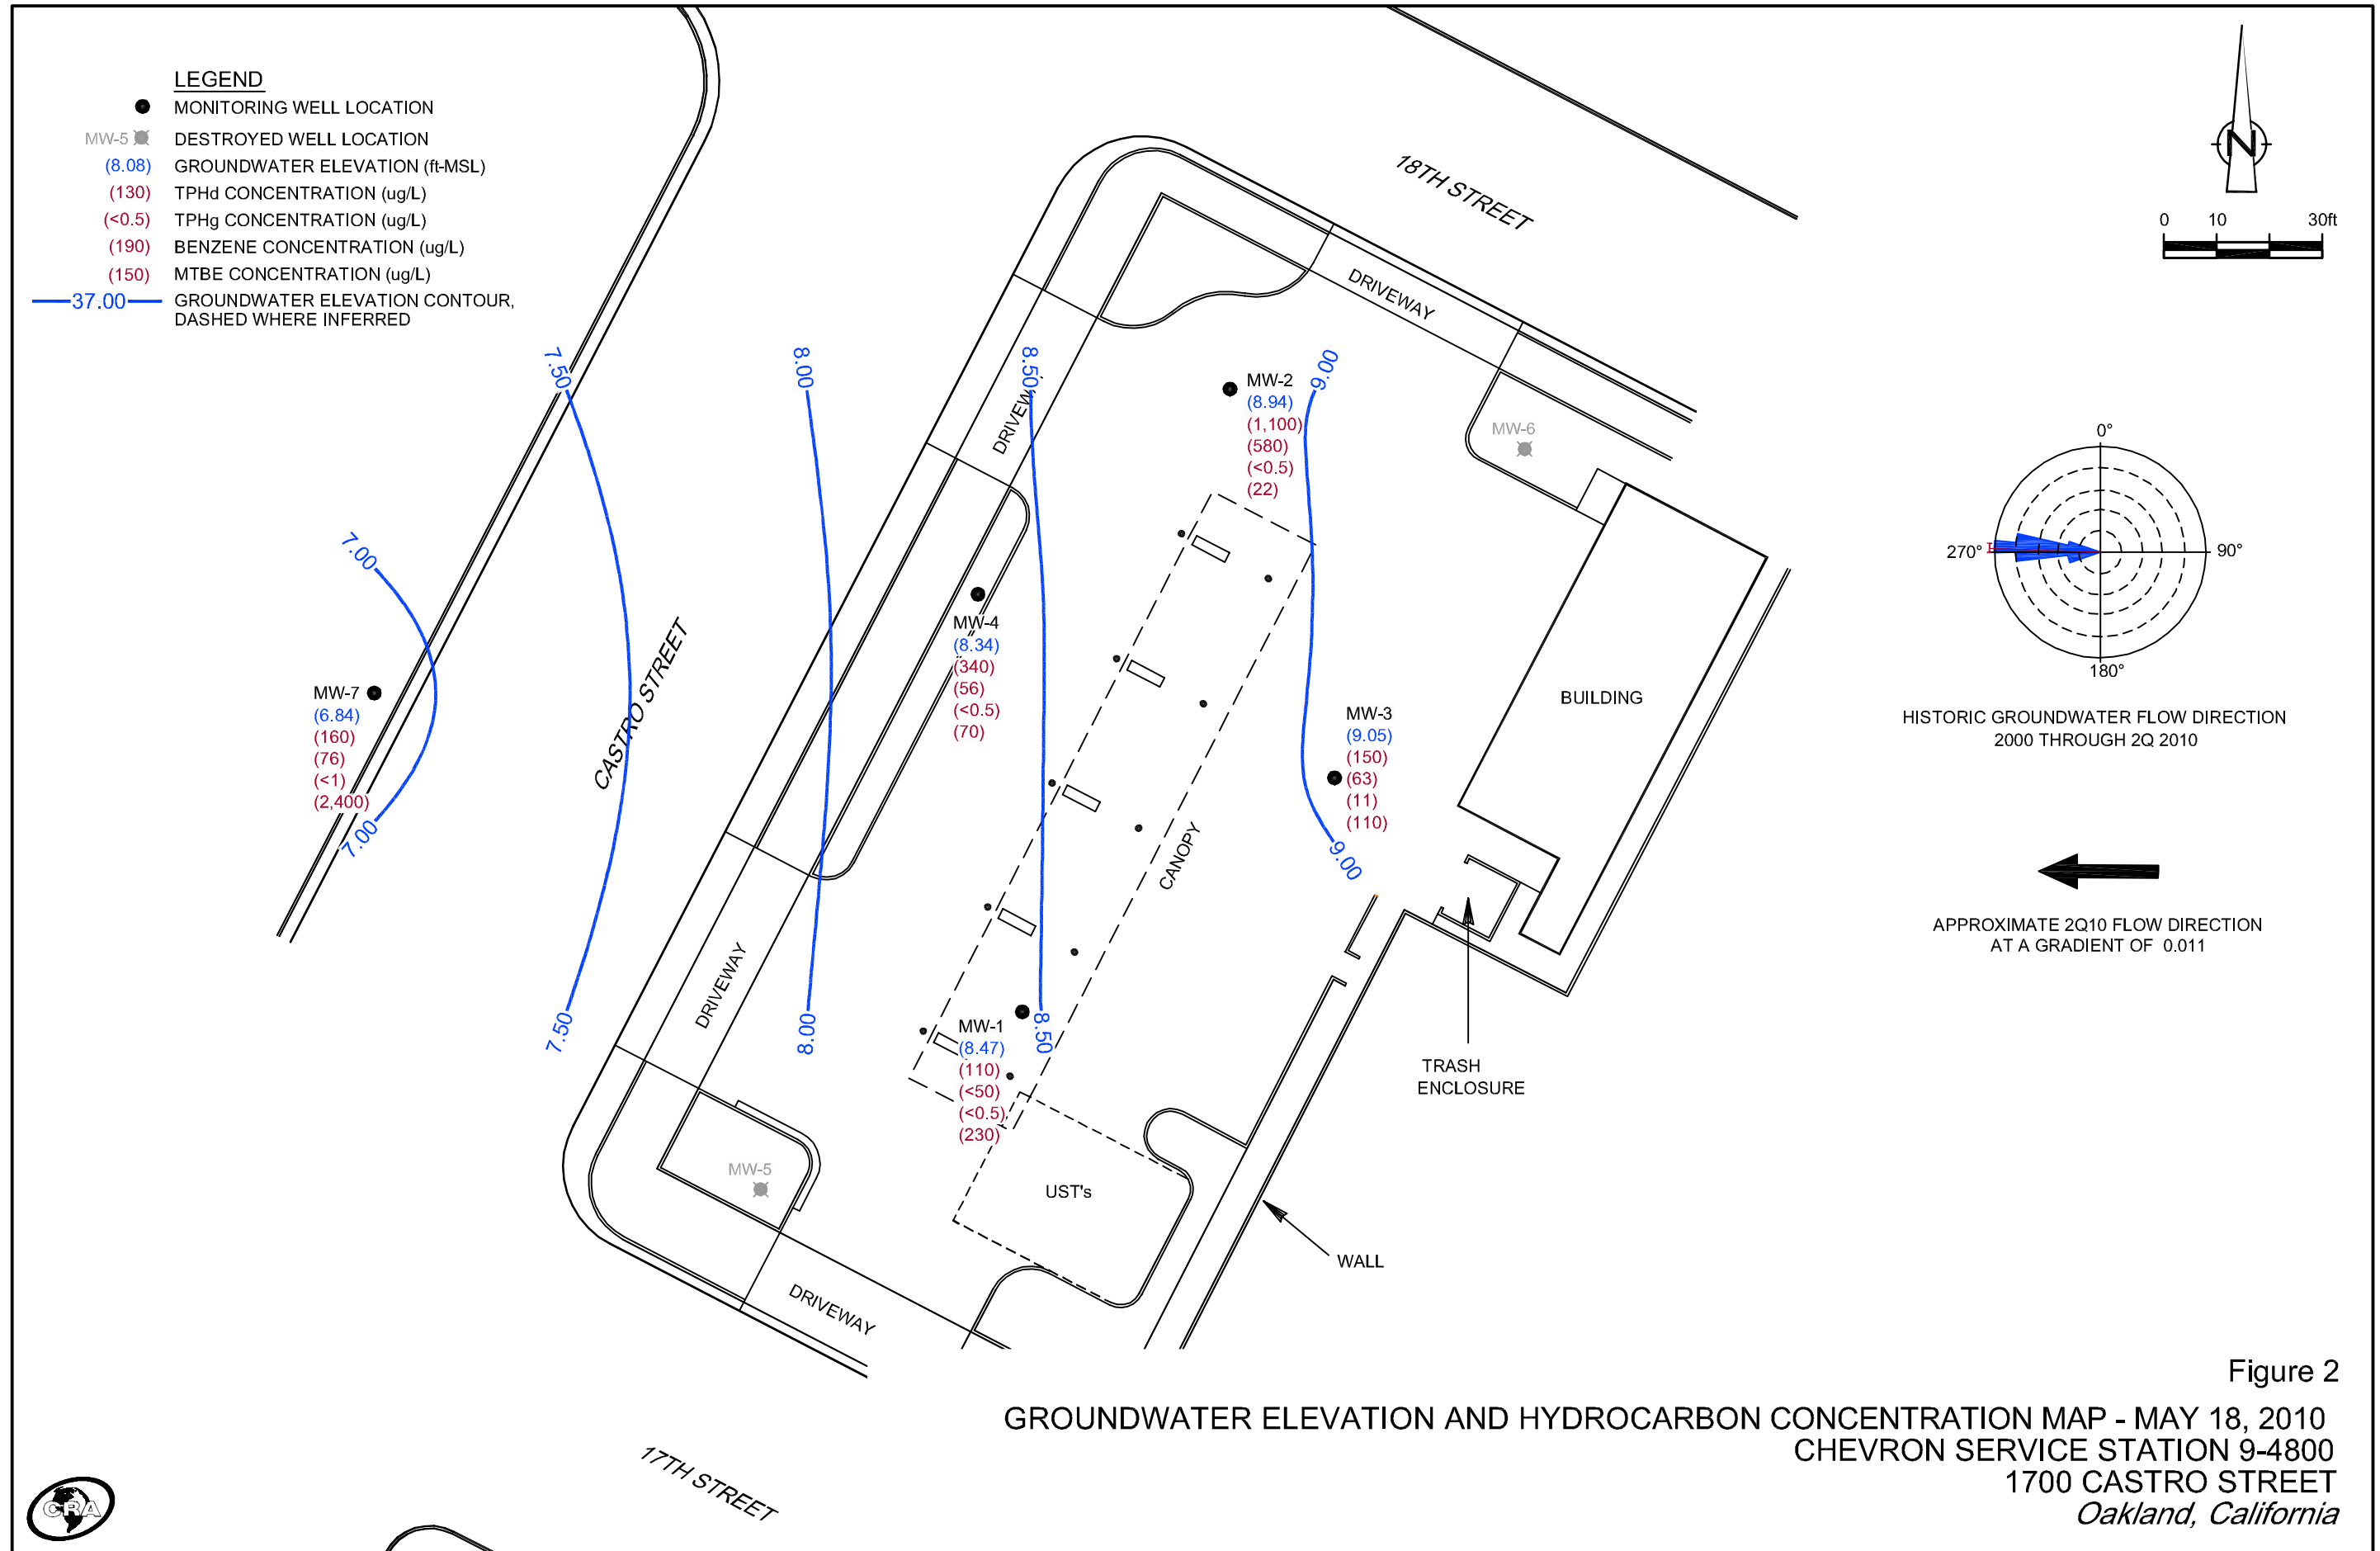 LEGEND
MONITORING WELL LOCATION
MW-5 DESTROYED WELL LOCATION
(8.08) GROUNDWATER ELEVATION (ft-MSL)
(130) TPHd CONCENTRATION (ug/L)
(<0.5) TPHg CONCENTRATION (ug/L)
(190) BENZENE CONCENTRATION (ug/L)
(150) MTBE CONCENTRATION (ug/L)
37.00 GROUNDWATER ELEVATION CONTOUR,
DASHED WHERE INFERRED
18TH STREET
N
0 10 30ft
DRIVEWAY
7.50
8.00
8.50
9.00
DRIVEW
MW-2
(8.94)
(1,100)
(580)
(<0.5)
(22)
MW-6
0°
270°
90°
180°
HISTORIC GROUNDWATER FLOW DIRECTION
2000 THROUGH 2Q 2010
7.00
MW-4
(8.34)
(340)
(56)
(<0.5)
(70)
CASTRO STREET
MW-7
(6.84)
(160)
(76)
(<1)
(2,400)
7.00
BUILDING
MW-3
(9.05)
(150)
(63)
(11)
(110)
9.00
CANOPY
APPROXIMATE 2Q10 FLOW DIRECTION
AT A GRADIENT OF 0.011
DRIVEWAY
7.50
8.00
8.50
MW-1
(8.47)
(110)
(<50)
(<0.5)
(230)
TRASH
ENCLOSURE
MW-5
UST's
WALL
DRIVEWAY
17TH STREET
Figure 2
GROUNDWATER ELEVATION AND HYDROCARBON CONCENTRATION MAP - MAY 18, 2010
CHEVRON SERVICE STATION 9-4800
1700 CASTRO STREET
Oakland, California
CRA